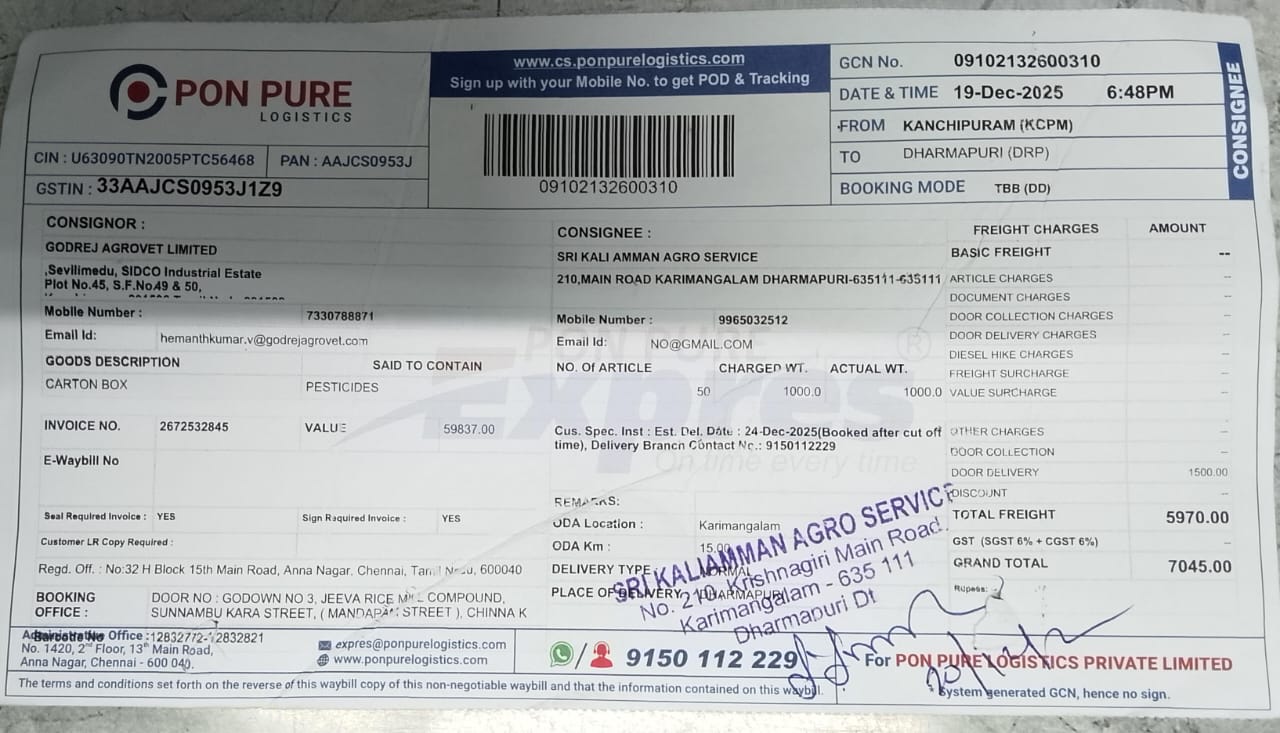 PON PURE
LOGISTICS
CIN : U63090TN2005PTC56468
PAN : AAJCS0953J
GSTIN : 33AAJCS0953J1Z9
www.cs.ponpurelogistics.com
Sign up with your Mobile No. to get POD & Tracking
09102132600310
GCN No. 09102132600310
DATE & TIME 19-Dec-2025 6:48PM
FROM KANCHIPURAM (KCPM)
TO DHARMAPURI (DRP)
BOOKING MODE TBB (DD)
CONSIGNEE
CONSIGNOR :
GODREJ AGROVET LIMITED
,Sevilimedu, SIDCO Industrial Estate
Plot No.45, S.F.No.49 & 50,
Mobile Number : 7330788871
Email Id: hemanthkumar.v@godrejagrovet.com
GOODS DESCRIPTION SAID TO CONTAIN
CARTON BOX PESTICIDES
INVOICE NO. 2672532845 VALUE 59837.00
E-Waybill No
Seal Required Invoice : YES Sign Required Invoice : YES
Customer LR Copy Required :
Regd. Off. : No:32 H Block 15th Main Road, Anna Nagar, Chennai, Tamil Nadu, 600040
BOOKING OFFICE : DOOR NO : GODOWN NO 3, JEEVA RICE MILL COMPOUND,
SUNNAMBU KARA STREET, ( MANDAPAM STREET ), CHINNA K
CONSIGNEE :
SRI KALI AMMAN AGRO SERVICE
210,MAIN ROAD KARIMANGALAM DHARMAPURI-635111-635111
Mobile Number : 9965032512
Email Id: NO@GMAIL.COM
NO. OF ARTICLE CHARGED WT. ACTUAL WT.
50 1000.0 1000.0
Cus. Spec. Inst : Est. Del. Date : 24-Dec-2025(Booked after cut off
time), Delivery Branch Contact No.: 9150112229
REMARKS:
ODA Location : Karimangalam
ODA Km : 15.00
DELIVERY TYPE NORMAL
PLACE OF DELIVERY DHARMAPURI
PON PURE
Expres
On time every time
®
FREIGHT CHARGES AMOUNT
BASIC FREIGHT --
ARTICLE CHARGES --
DOCUMENT CHARGES --
DOOR COLLECTION CHARGES --
DOOR DELIVERY CHARGES --
DIESEL HIKE CHARGES --
FREIGHT SURCHARGE --
VALUE SURCHARGE --
OTHER CHARGES --
DOOR COLLECTION --
DOOR DELIVERY 1500.00
DISCOUNT --
TOTAL FREIGHT 5970.00
GST (SGST 6% + CGST 6%) --
GRAND TOTAL 7045.00
Rupees:
SRI KALIAMMAN AGRO SERVICE
No. 210, Krishnagiri Main Road.
Karimangalam - 635 111
Dharmapuri Dt
Administrative Office :
Barcode No :12832772-12832821
No. 1420, 2nd Floor, 13th Main Road,
Anna Nagar, Chennai - 600 040.
expres@ponpurelogistics.com
www.ponpurelogistics.com
9150 112 229
For PON PURE LOGISTICS PRIVATE LIMITED
* System generated GCN, hence no sign.
The terms and conditions set forth on the reverse of this waybill copy of this non-negotiable waybill and that the information contained on this waybill.